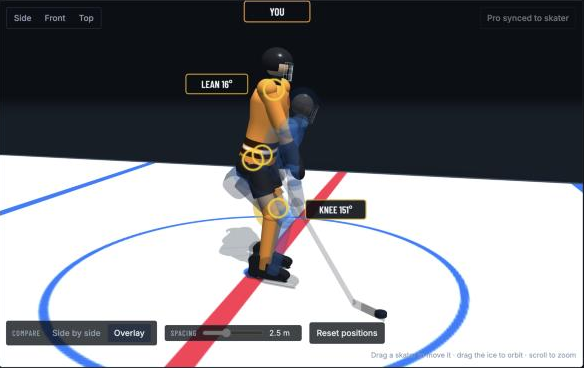 YOU
Side Front Top
Pro synced to skater
LEAN 16°
KNEE 151°
COMPARE Side by side Overlay
SPACING 2.5 m
Reset positions
Drag a skater move it · drag the ice to orbit · scroll to zoom